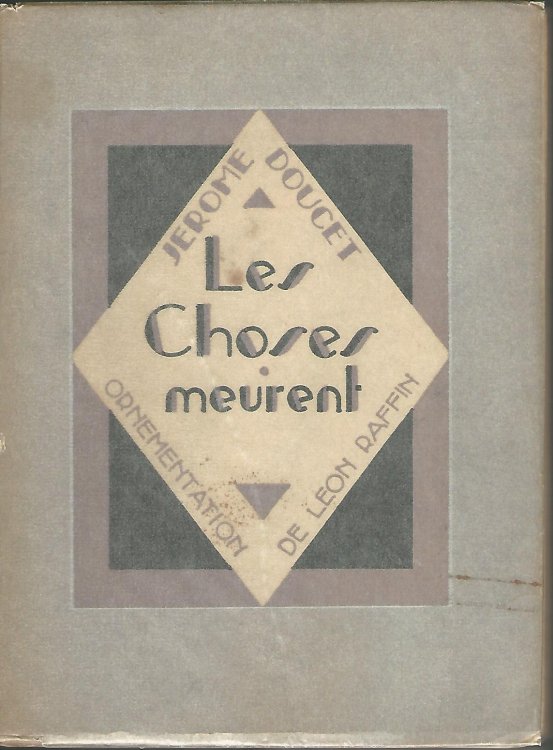 JEROME DOUCET
Les
Choses
meurent
ORNEMENTATION
DE LEON RAFFIN